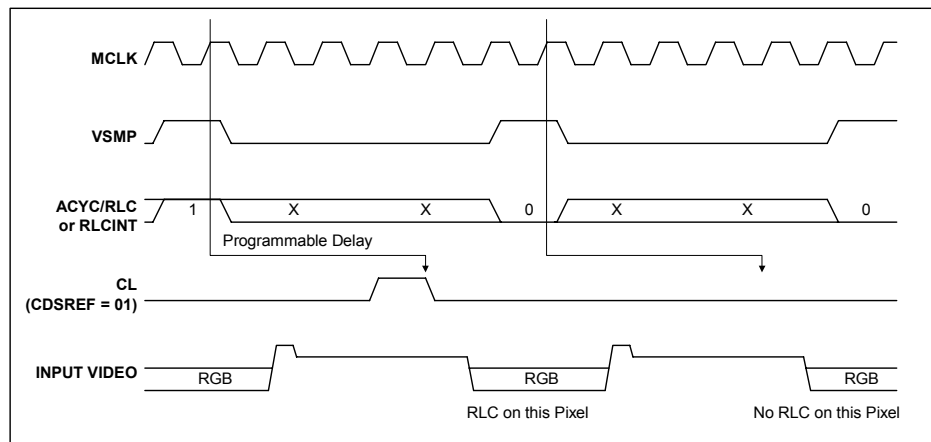 MCLK
VSMP
ACYC/RLC
or RLCINT
1 X X 0 X X 0
Programmable Delay
CL
(CDSREF = 01)
INPUT VIDEO
RGB RGB RGB
RLC on this Pixel No RLC on this Pixel